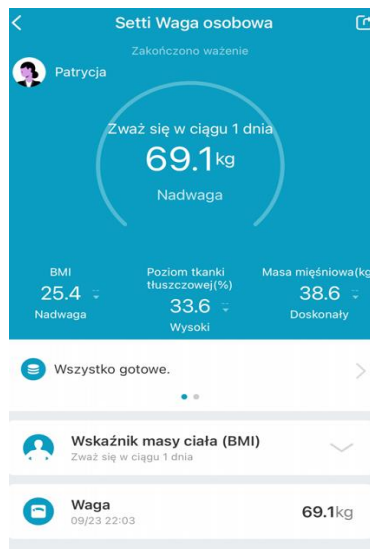 Setti Waga osobowa
Zakończono ważenie
Patrycja
Zważ się w ciągu 1 dnia
69.1kg
Nadwaga
BMI
25.4
Nadwaga
Poziom tkanki
tłuszczowej(%)
33.6
Wysoki
Masa mięśniowa(kg
38.6
Doskonały
Wszystko gotowe.
Wskaźnik masy ciała (BMI)
Zważ się w ciągu 1 dnia
Waga
09/23 22:03
69.1kg